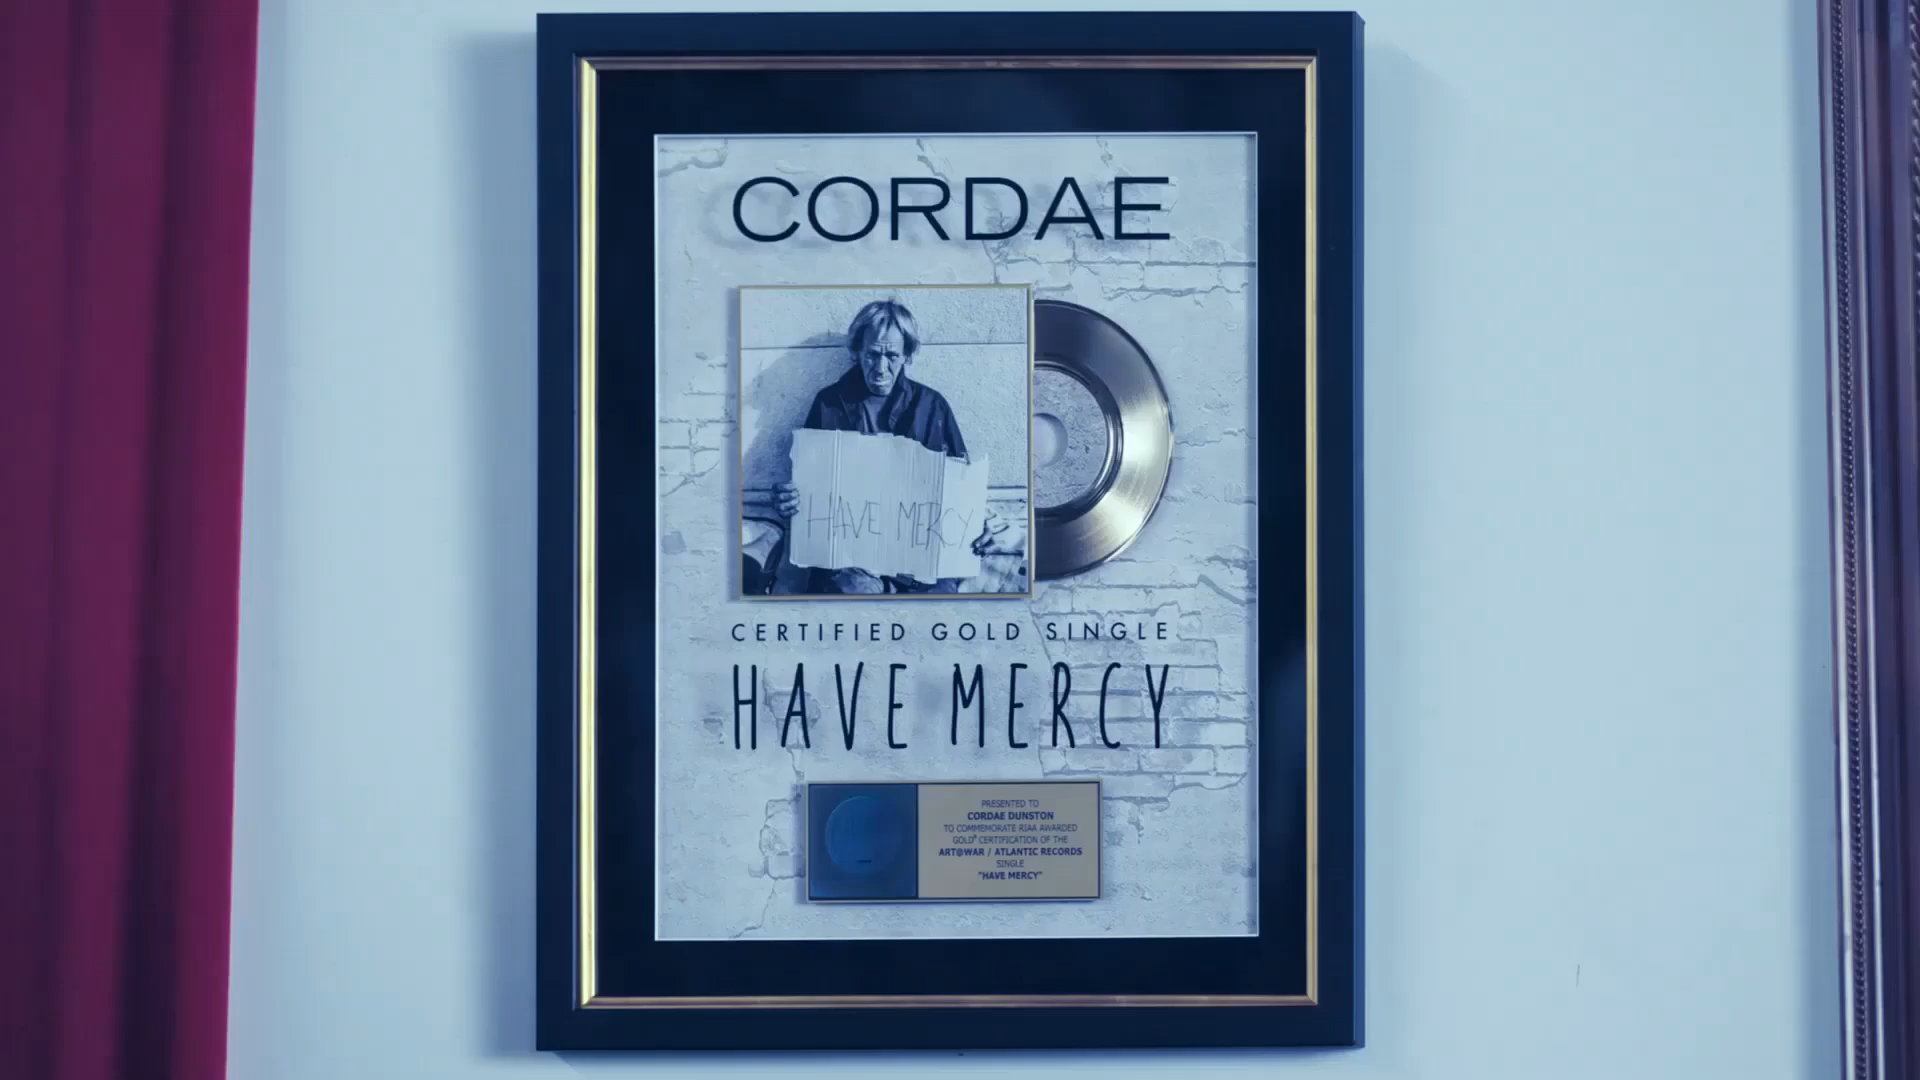 CORDAE
HAVE MERCY
CERTIFIED GOLD SINGLE
HAVE MERCY
PRESENTED TO
CORDAE DUNSTON
TO COMMEMORATE RIAA AWARDED
GOLD® CERTIFICATION OF THE
ART@WAR / ATLANTIC RECORDS
SINGLE
"HAVE MERCY"